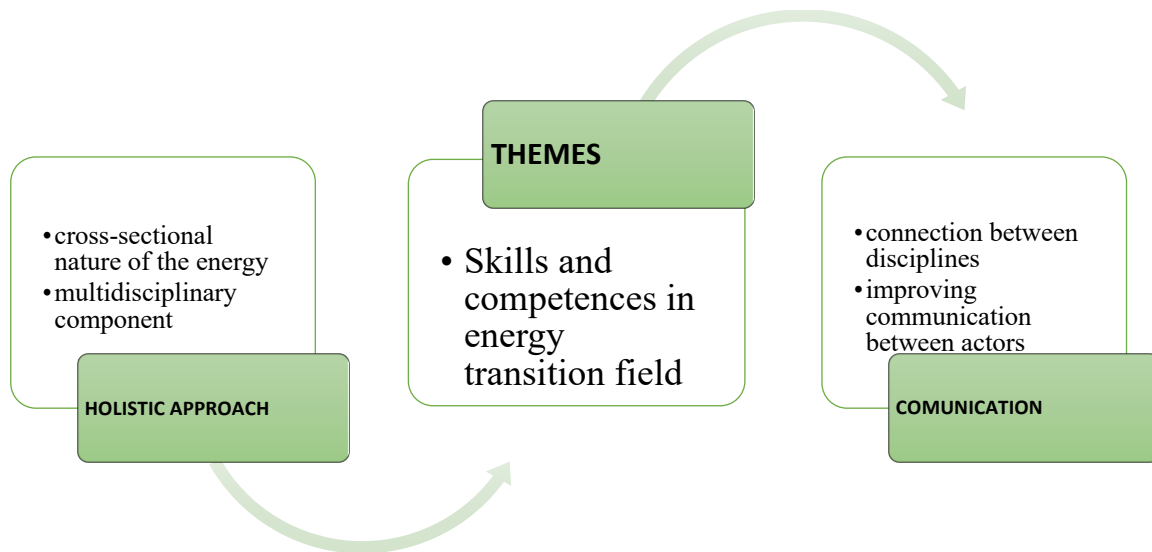 •cross-sectional
nature of the energy
•multidisciplinary
component
HOLISTIC APPROACH
THEMES
• Skills and
competences in
energy
transition field
•connection between
disciplines
•improving
communication
between actors
COMUNICATION